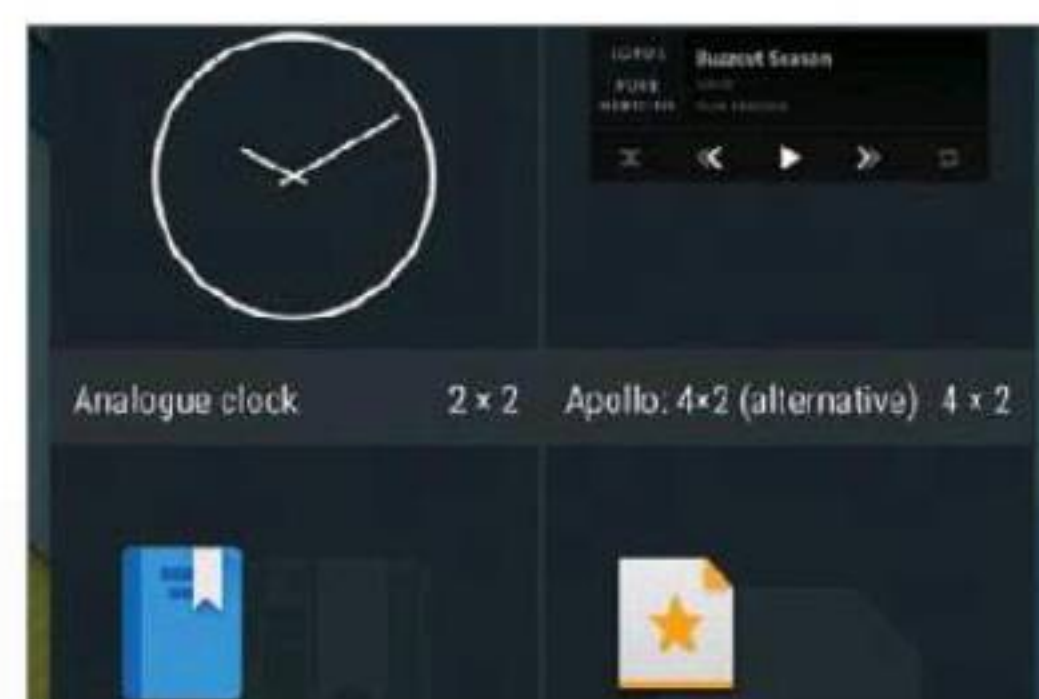 Buzzcut Season
Analogue clock 2 × 2
Apollo: 4×2 (alternative) 4 × 2